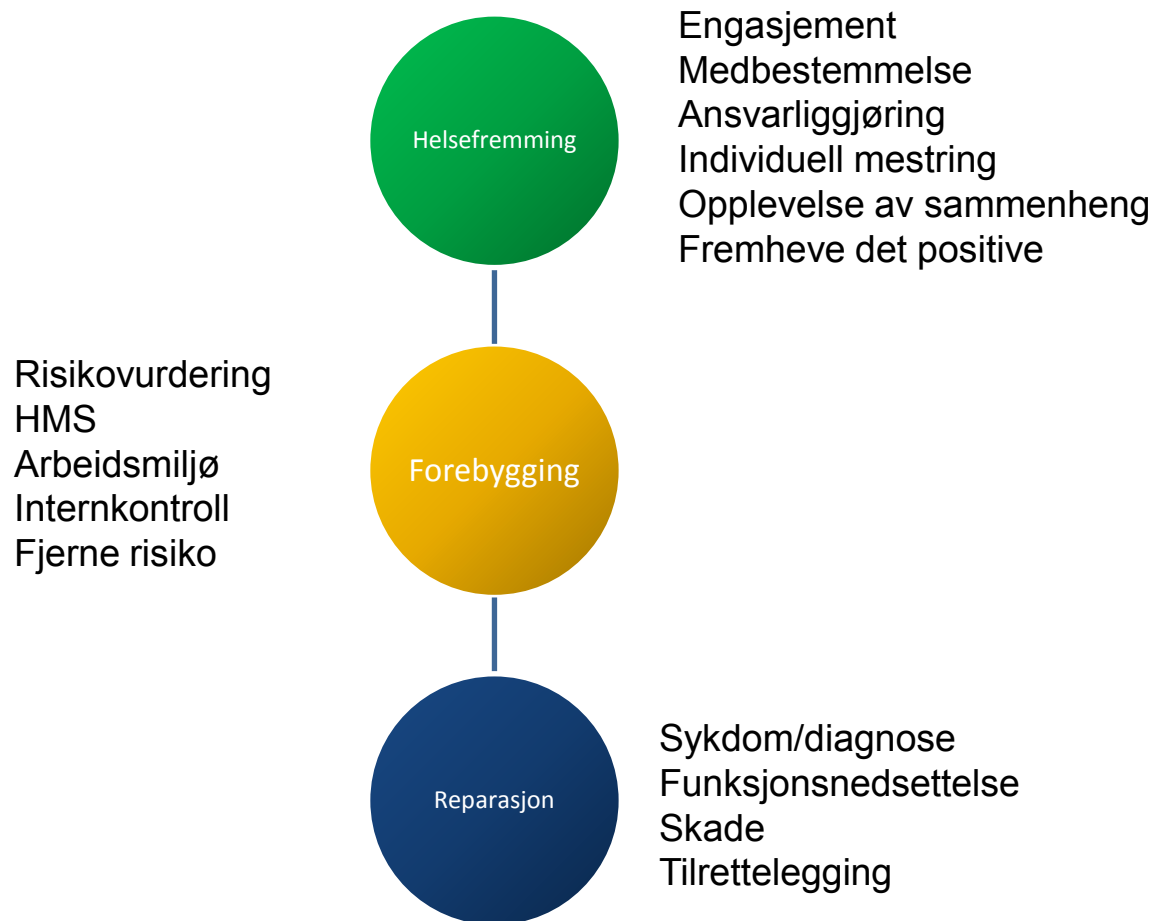 Helsefremming
Engasjement
Medbestemmelse
Ansvarliggjøring
Individuell mestring
Opplevelse av sammenheng
Fremheve det positive
Risikovurdering
HMS
Arbeidsmiljø
Internkontroll
Fjerne risiko
Forebygging
Reparasjon
Sykdom/diagnose
Funksjonsnedsettelse
Skade
Tilrettelegging